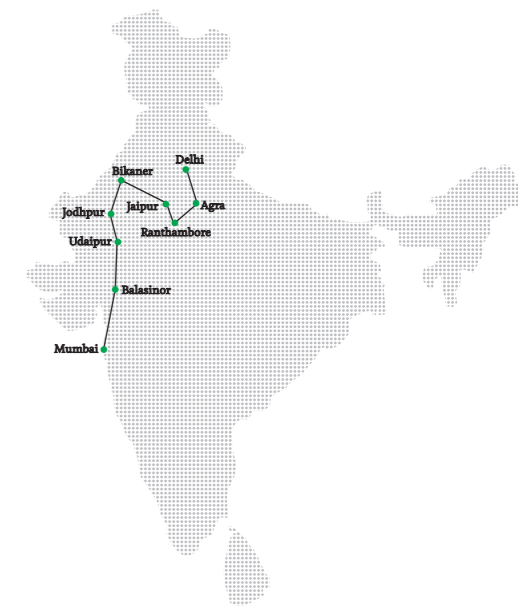 Delhi
Bikaner
Jaipur
Agra
Jodhpur
Ranthambore
Udaipur
Balasinor
Mumbai